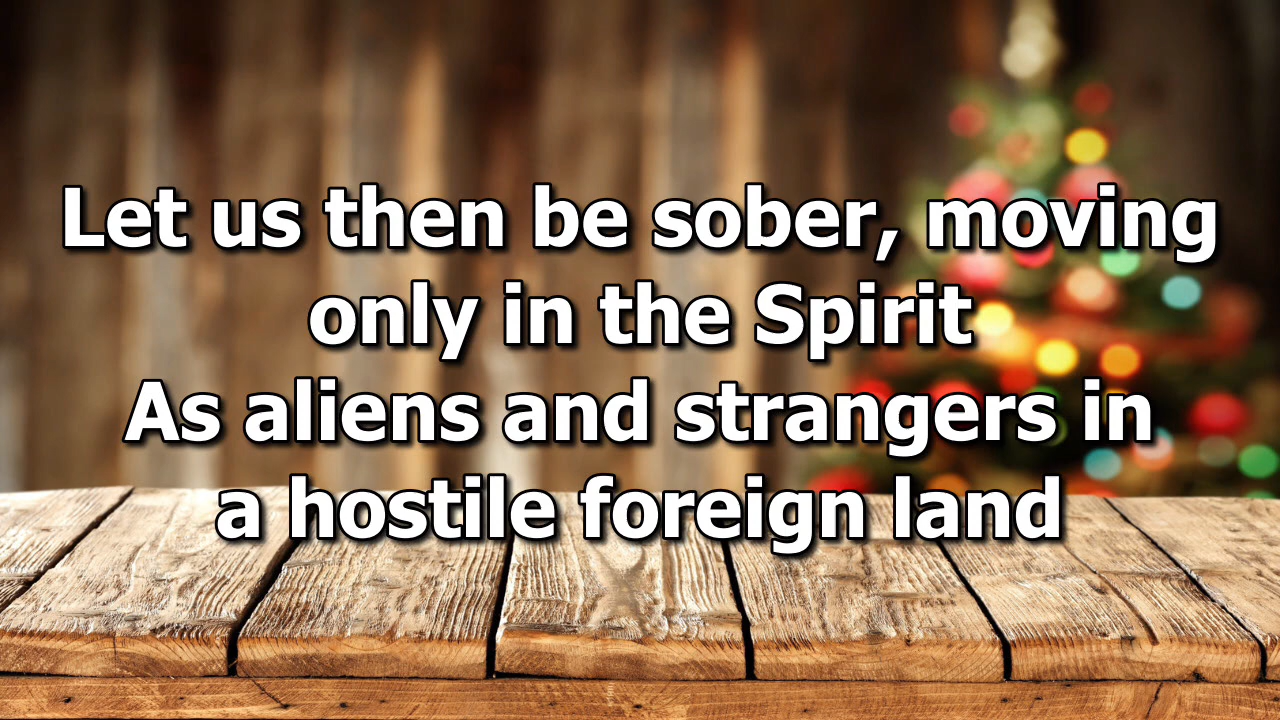 Let us then be sober, moving
only in the Spirit
As aliens and strangers in
a hostile foreign land